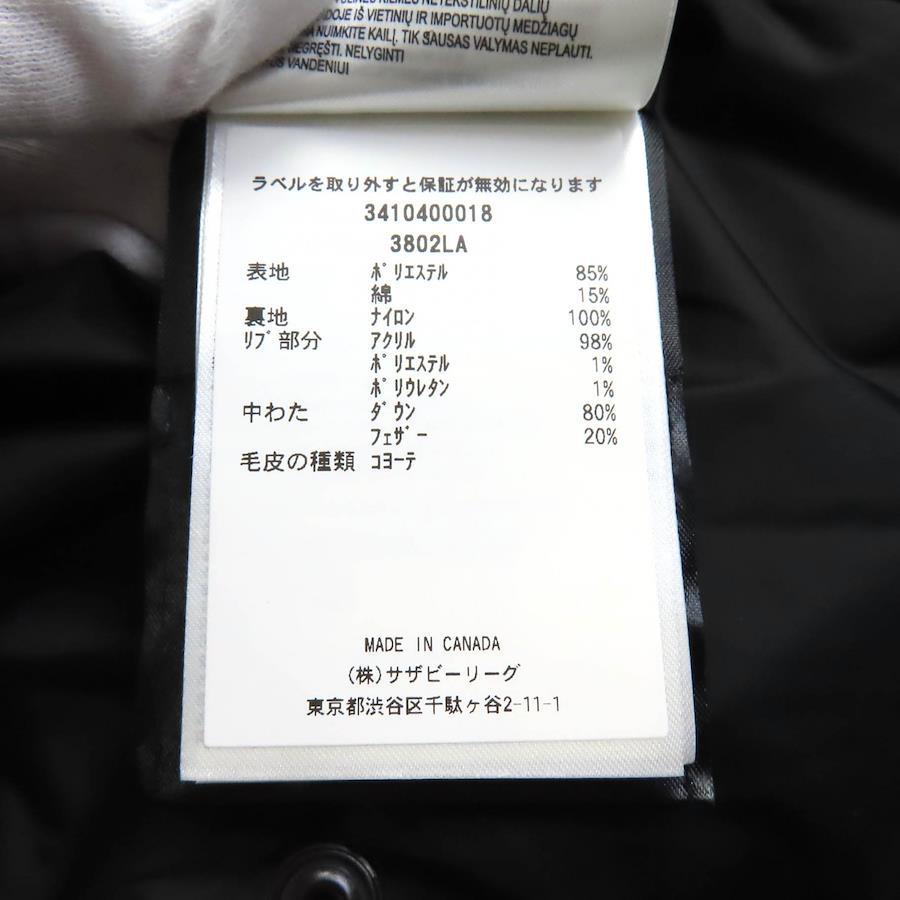 NETEKSTILINIŲ DALIŲ
IŠ VIETINIŲ IR IMPORTUOTŲ MEDŽIAGŲ
NUIMKITE KAILĮ. TIK SAUSAS VALYMAS NEPLAUTI.
NELYGINTI
VANDENIUI
ラベルを取り外すと保証が無効になります
3410400018
3802LA
表地 ﾎﾟﾘｴｽﾃﾙ 85%
綿 15%
裏地 ﾅｲﾛﾝ 100%
ﾘﾌﾞ部分 ｱｸﾘﾙ 98%
ﾎﾟﾘｴｽﾃﾙ 1%
ﾎﾟﾘｳﾚﾀﾝ 1%
中わた ﾀﾞｳﾝ 80%
ﾌｪｻﾞｰ 20%
毛皮の種類 ｺﾖｰﾃ
MADE IN CANADA
(株)サザビーリーグ
東京都渋谷区千駄ヶ谷2-11-1